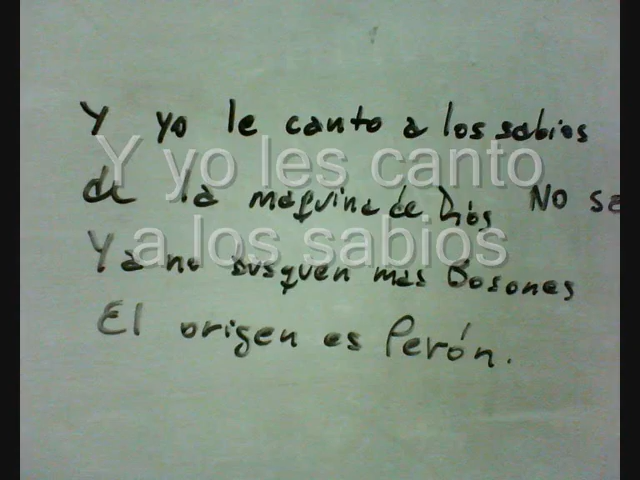 Y yo le canto a los sabios
de la maquina de Diós NO sa
Ya no busquen mas Bosones
El origen es Perón.
Y yo les canto
Y a los sabios